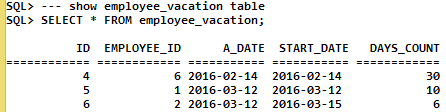 SQL> --- show employee_vacation table
SQL> SELECT * FROM employee_vacation;
ID EMPLOYEE_ID A_DATE START_DATE DAYS_COUNT
============ ============ ========== ========== ============
4 6 2016-02-14 2016-02-14 30
5 1 2016-03-12 2016-03-12 10
6 2 2016-03-12 2016-03-15 6